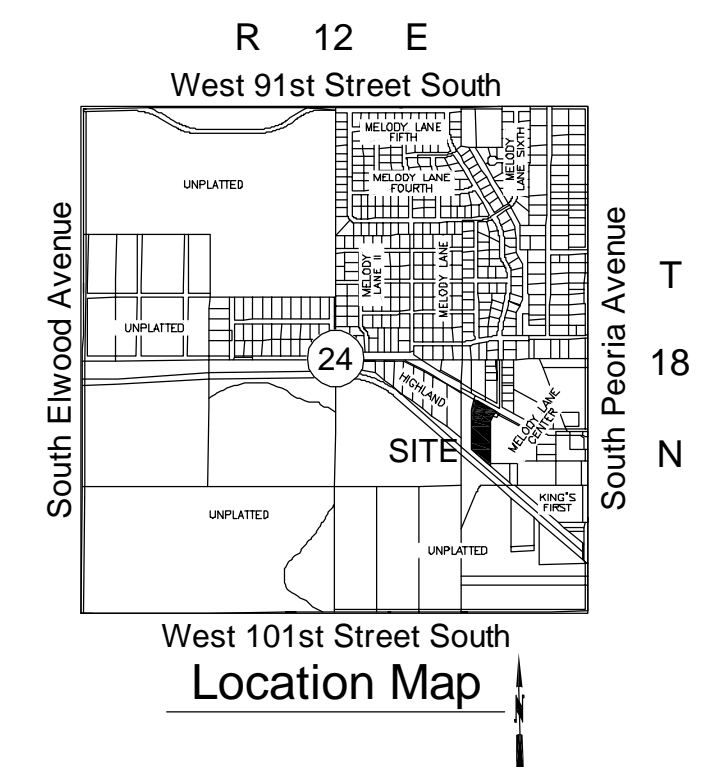 R 12 E
West 91st Street South
MELODY LANE
FIFTH
MELODY LANE
SIXTH
UNPLATTED
MELODY LANE
FOURTH
South Elwood Avenue
MELODY
LANE II
MELODY LANE
South Peoria Avenue
T
18
N
UNPLATTED
24
HIGHLAND
MELODY LANE
CENTER
SITE
KING'S
FIRST
UNPLATTED
UNPLATTED
West 101st Street South
Location Map
N